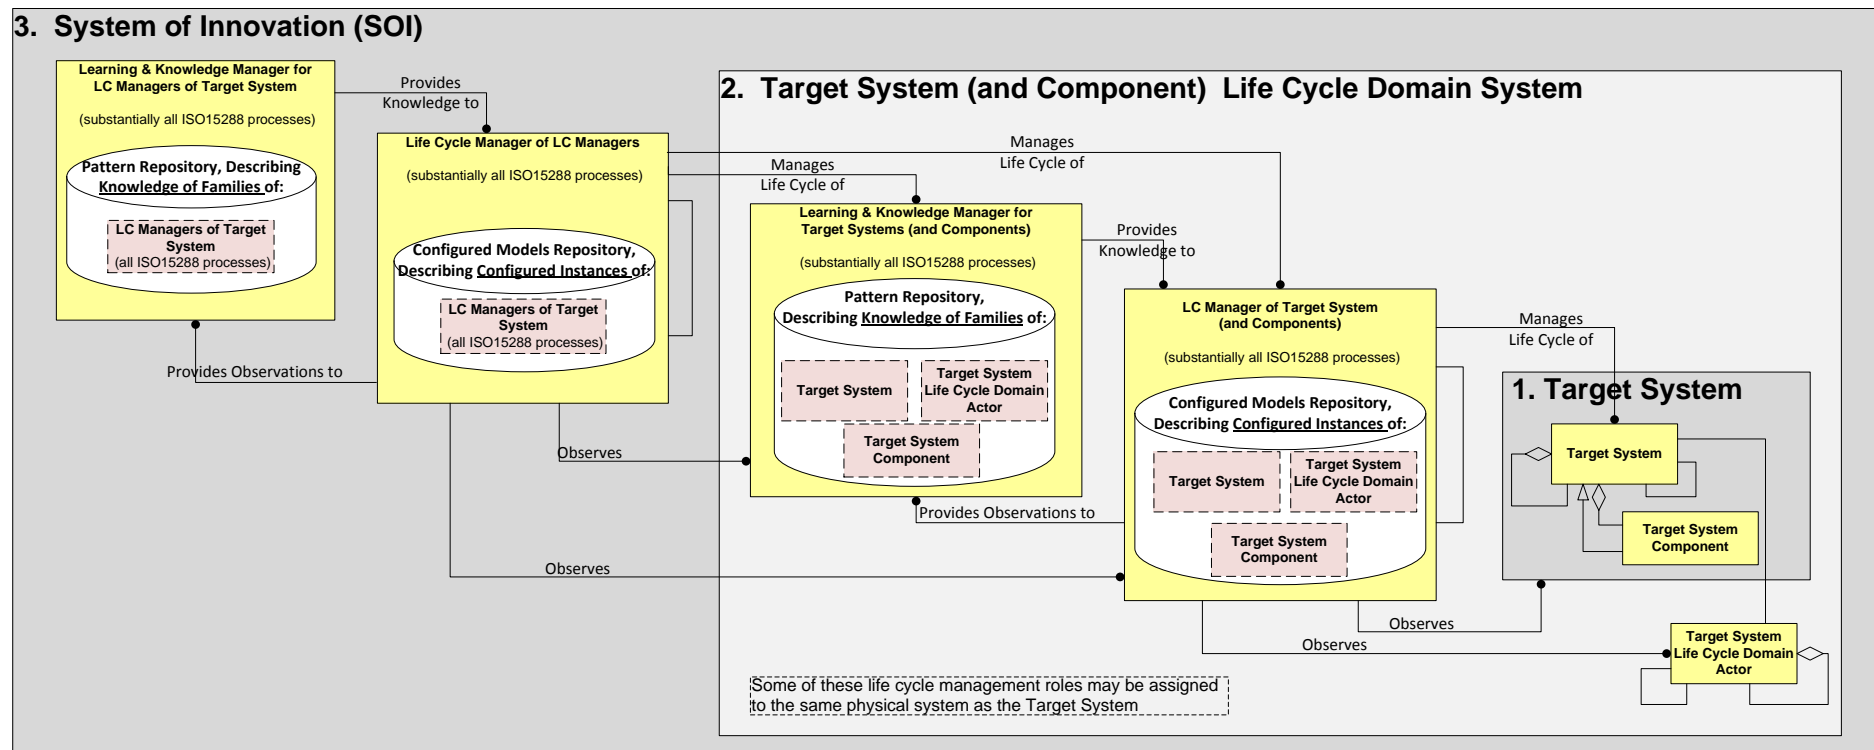 3. System of Innovation (SOI)
Learning & Knowledge Manager for
LC Managers of Target System
(substantially all ISO15288 processes)
Pattern Repository, Describing
Knowledge of Families of:
LC Managers of Target
System
(all ISO15288 processes)
Provides
Knowledge to
Life Cycle Manager of LC Managers
(substantially all ISO15288 processes)
Configured Models Repository,
Describing Configured Instances of:
LC Managers of Target
System
(all ISO15288 processes)
Provides Observations to
Observes
Observes
2. Target System (and Component) Life Cycle Domain System
Manages
Life Cycle of
Manages
Life Cycle of
Learning & Knowledge Manager for
Target Systems (and Components)
(substantially all ISO15288 processes)
Pattern Repository,
Describing Knowledge of Families of:
Target System
Target System
Life Cycle Domain
Actor
Target System
Component
Provides
Knowledge to
LC Manager of Target System
(and Components)
(substantially all ISO15288 processes)
Configured Models Repository,
Describing Configured Instances of:
Target System
Target System
Life Cycle Domain
Actor
Target System
Component
Provides Observations to
Manages
Life Cycle of
1. Target System
Target System
Target System
Component
Observes
Observes
Target System
Life Cycle Domain
Actor
Some of these life cycle management roles may be assigned
to the same physical system as the Target System